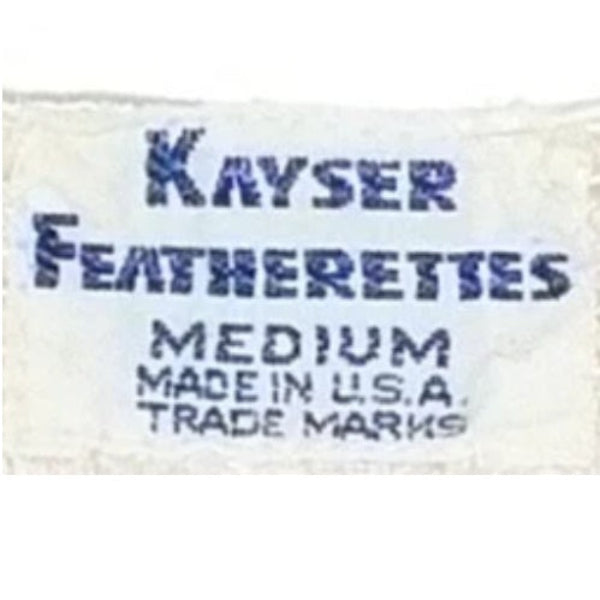 KAYSER
FEATHERETTES
MEDIUM
MADE IN U.S.A.
TRADE MARKS